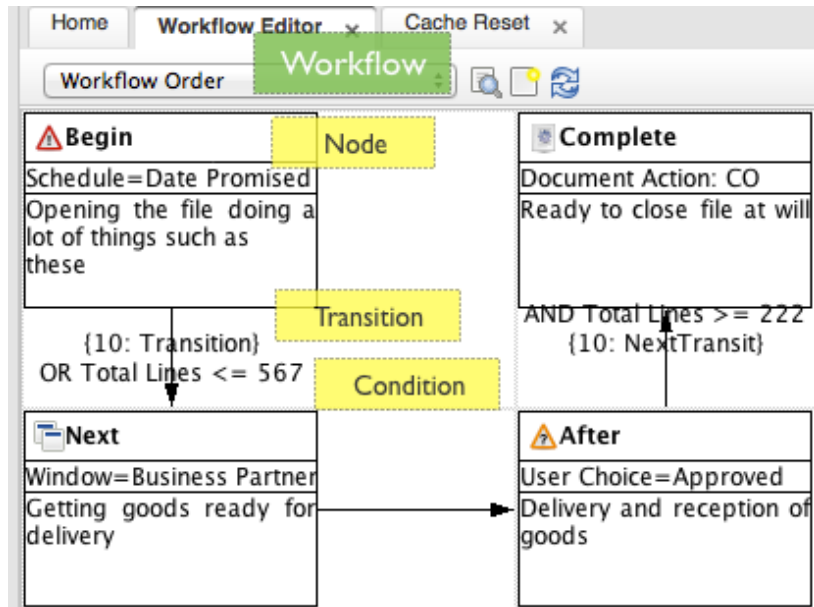 Home
Workflow Editor
Cache Reset
Workflow
Workflow Order
Begin
Schedule=Date Promised
Opening the file doing a
lot of things such as
these
Node
Complete
Document Action: CO
Ready to close file at will
Transition
{10: Transition}
OR Total Lines <= 567
AND Total Lines >= 222
{10: NextTransit}
Condition
Next
Window=Business Partner
Getting goods ready for
delivery
After
User Choice=Approved
Delivery and reception of
goods